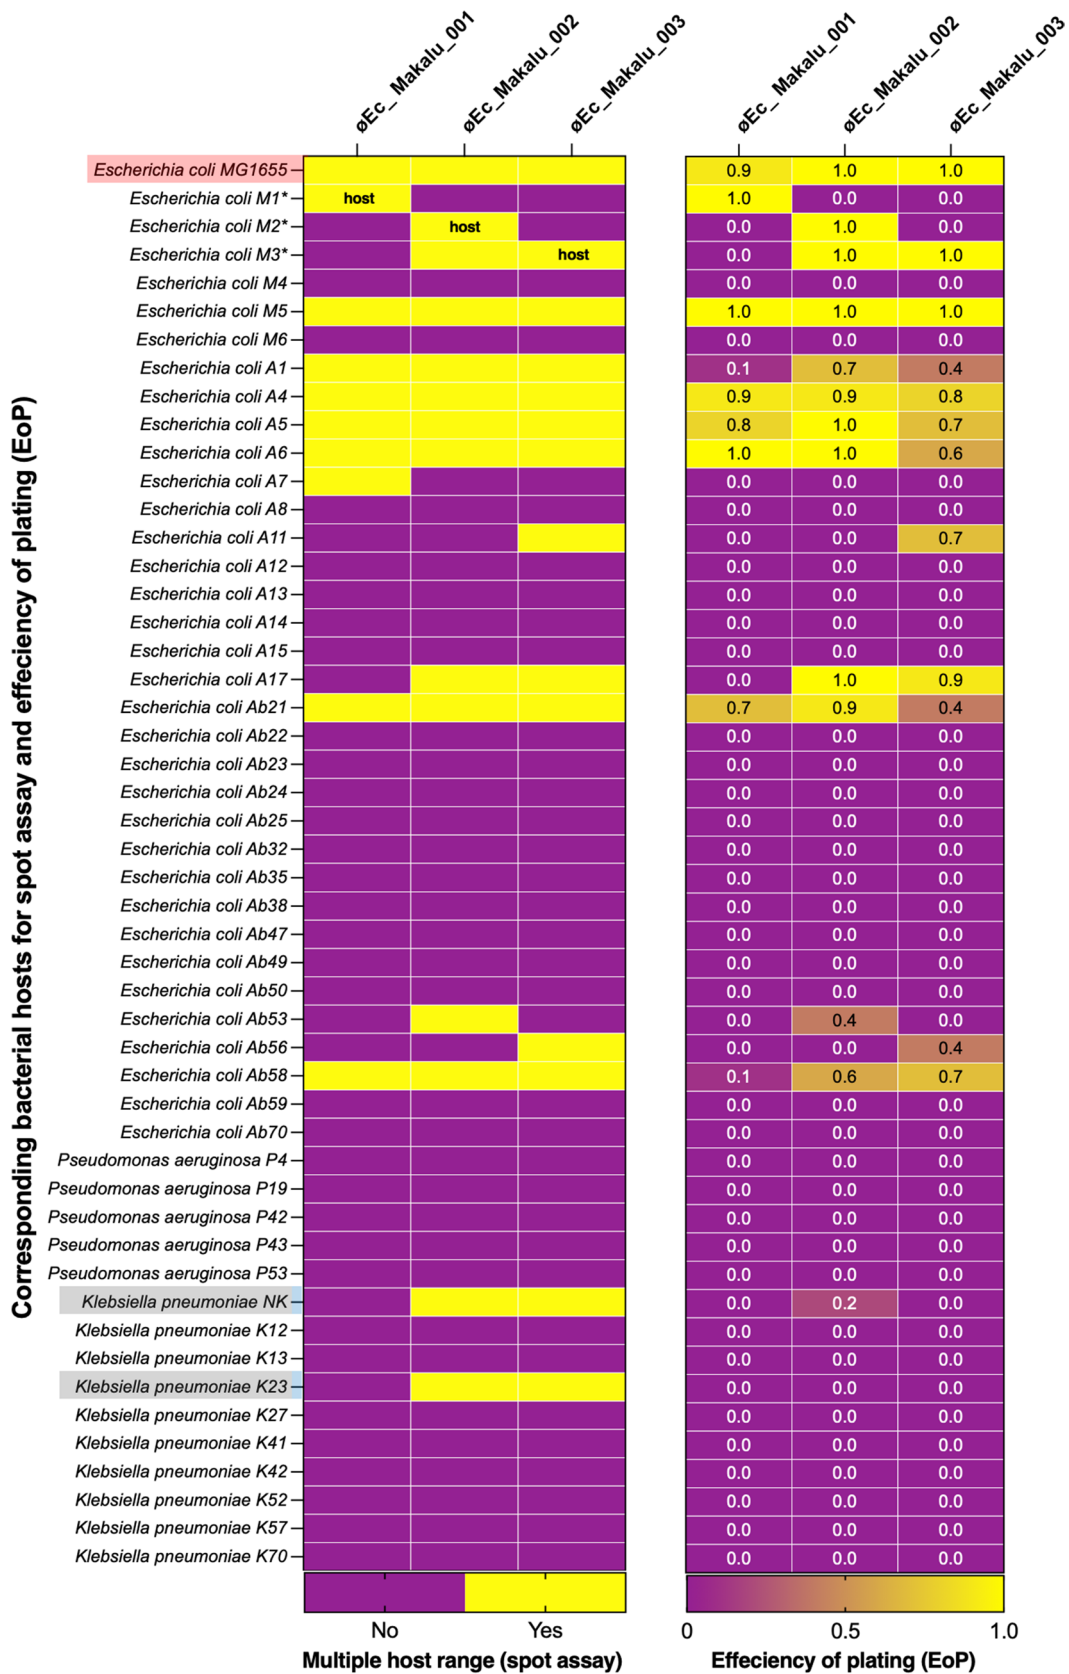 øEc_Makalu_001
øEc_Makalu_002
øEc_Makalu_003
øEc_Makalu_001
øEc_Makalu_002
øEc_Makalu_003
Corresponding bacterial hosts for spot assay and effeciency of plating (EoP)
Escherichia coli MG1655 0.9 1.0 1.0
Escherichia coli M1* host 1.0 0.0 0.0
Escherichia coli M2* host 0.0 1.0 0.0
Escherichia coli M3* host 0.0 1.0 1.0
Escherichia coli M4 0.0 0.0 0.0
Escherichia coli M5 1.0 1.0 1.0
Escherichia coli M6 0.0 0.0 0.0
Escherichia coli A1 0.1 0.7 0.4
Escherichia coli A4 0.9 0.9 0.8
Escherichia coli A5 0.8 1.0 0.7
Escherichia coli A6 1.0 1.0 0.6
Escherichia coli A7 0.0 0.0 0.0
Escherichia coli A8 0.0 0.0 0.0
Escherichia coli A11 0.0 0.0 0.7
Escherichia coli A12 0.0 0.0 0.0
Escherichia coli A13 0.0 0.0 0.0
Escherichia coli A14 0.0 0.0 0.0
Escherichia coli A15 0.0 0.0 0.0
Escherichia coli A17 0.0 1.0 0.9
Escherichia coli Ab21 0.7 0.9 0.4
Escherichia coli Ab22 0.0 0.0 0.0
Escherichia coli Ab23 0.0 0.0 0.0
Escherichia coli Ab24 0.0 0.0 0.0
Escherichia coli Ab25 0.0 0.0 0.0
Escherichia coli Ab32 0.0 0.0 0.0
Escherichia coli Ab35 0.0 0.0 0.0
Escherichia coli Ab38 0.0 0.0 0.0
Escherichia coli Ab47 0.0 0.0 0.0
Escherichia coli Ab49 0.0 0.0 0.0
Escherichia coli Ab50 0.0 0.0 0.0
Escherichia coli Ab53 0.0 0.4 0.0
Escherichia coli Ab56 0.0 0.0 0.4
Escherichia coli Ab58 0.1 0.6 0.7
Escherichia coli Ab59 0.0 0.0 0.0
Escherichia coli Ab70 0.0 0.0 0.0
Pseudomonas aeruginosa P4 0.0 0.0 0.0
Pseudomonas aeruginosa P19 0.0 0.0 0.0
Pseudomonas aeruginosa P42 0.0 0.0 0.0
Pseudomonas aeruginosa P43 0.0 0.0 0.0
Pseudomonas aeruginosa P53 0.0 0.0 0.0
Klebsiella pneumoniae NK 0.0 0.2 0.0
Klebsiella pneumoniae K12 0.0 0.0 0.0
Klebsiella pneumoniae K13 0.0 0.0 0.0
Klebsiella pneumoniae K23 0.0 0.0 0.0
Klebsiella pneumoniae K27 0.0 0.0 0.0
Klebsiella pneumoniae K41 0.0 0.0 0.0
Klebsiella pneumoniae K42 0.0 0.0 0.0
Klebsiella pneumoniae K52 0.0 0.0 0.0
Klebsiella pneumoniae K57 0.0 0.0 0.0
Klebsiella pneumoniae K70 0.0 0.0 0.0
No Yes
Multiple host range (spot assay)
0 0.5 1.0
Effeciency of plating (EoP)